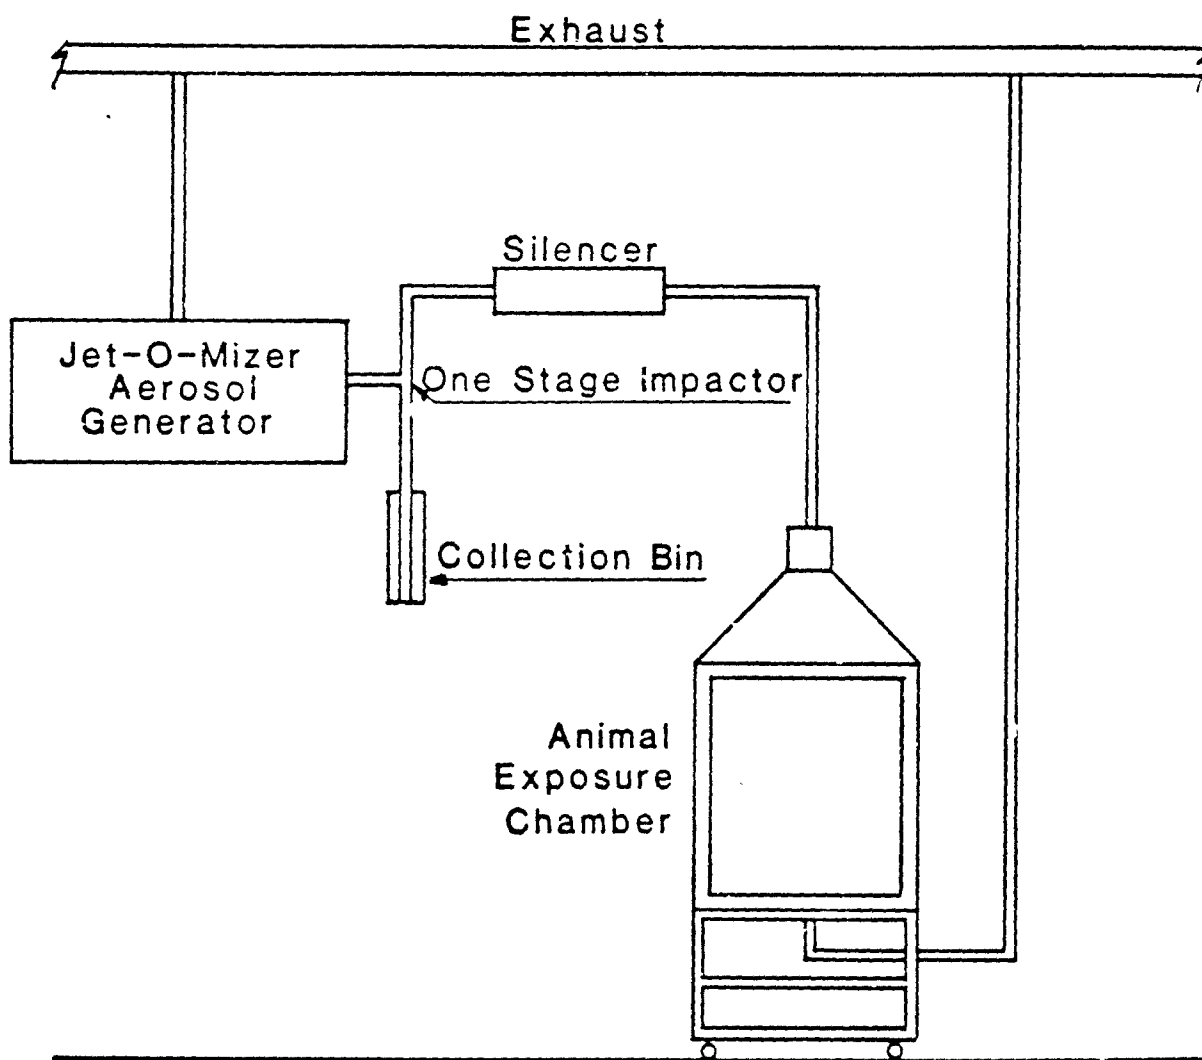 Exhaust
Silencer
Jet-O-Mizer
Aerosol
Generator
One Stage Impactor
Collection Bin
Animal
Exposure
Chamber